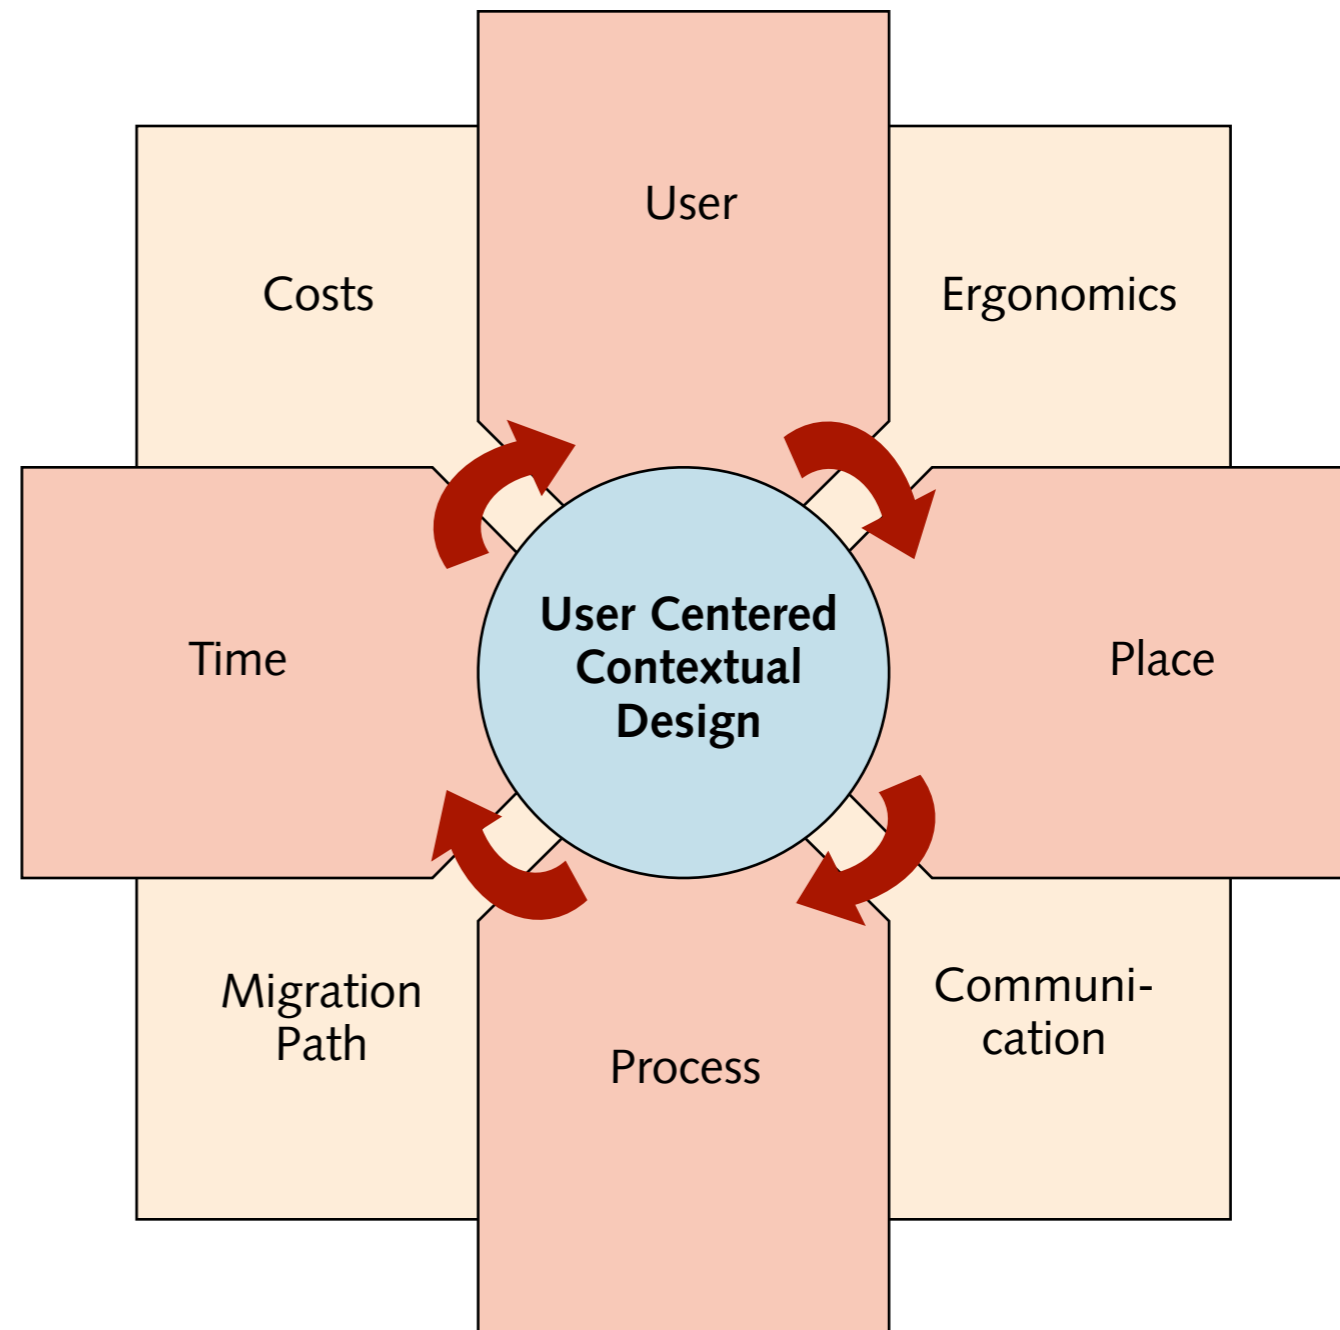 User
Costs
Ergonomics
User Centered
Contextual
Design
Time
Place
Migration
Path
Communi-
cation
Process